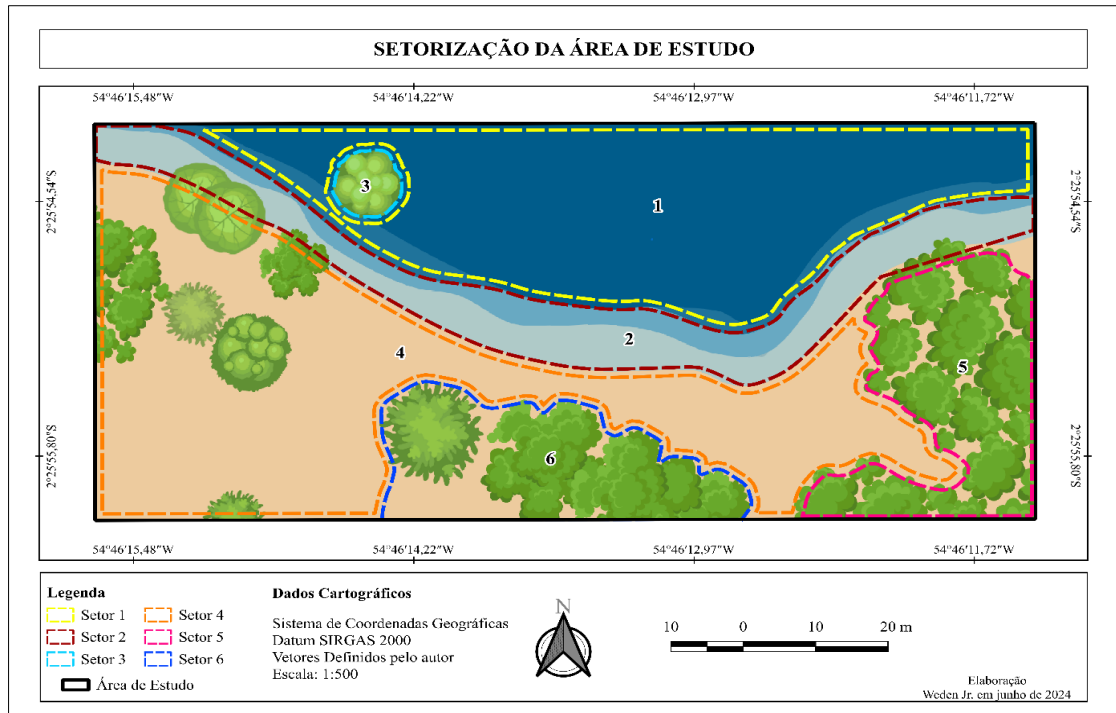 SETORIZAÇÃO DA ÁREA DE ESTUDO
54°46'15,48"W 54°46'14,22"W 54°46'12,97"W 54°46'11,72"W
2°25'54,54"S 2°25'54,54"S
3
1
2
4
5
6
2°25'55,80"S 2°25'55,80"S
54°46'15,48"W 54°46'14,22"W 54°46'12,97"W 54°46'11,72"W
Legenda
Setor 1 Setor 4
Setor 2 Setor 5
Setor 3 Setor 6
Área de Estudo
Dados Cartográficos
Sistema de Coordenadas Geográficas
Datum SIRGAS 2000
Vetores Definidos pelo autor
Escala: 1:500
N
10 0 10 20 m
Elaboração
Weden Jr. em junho de 2024